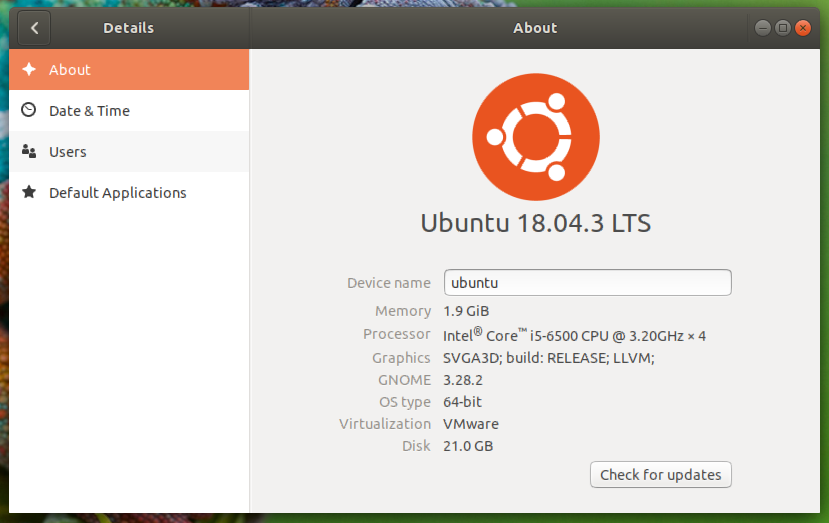 Details
About
About
Date & Time
Users
Default Applications
Ubuntu 18.04.3 LTS
Device name ubuntu
Memory 1.9 GiB
Processor Intel® Core™ i5-6500 CPU @ 3.20GHz × 4
Graphics SVGA3D; build: RELEASE; LLVM;
GNOME 3.28.2
OS type 64-bit
Virtualization VMware
Disk 21.0 GB
Check for updates